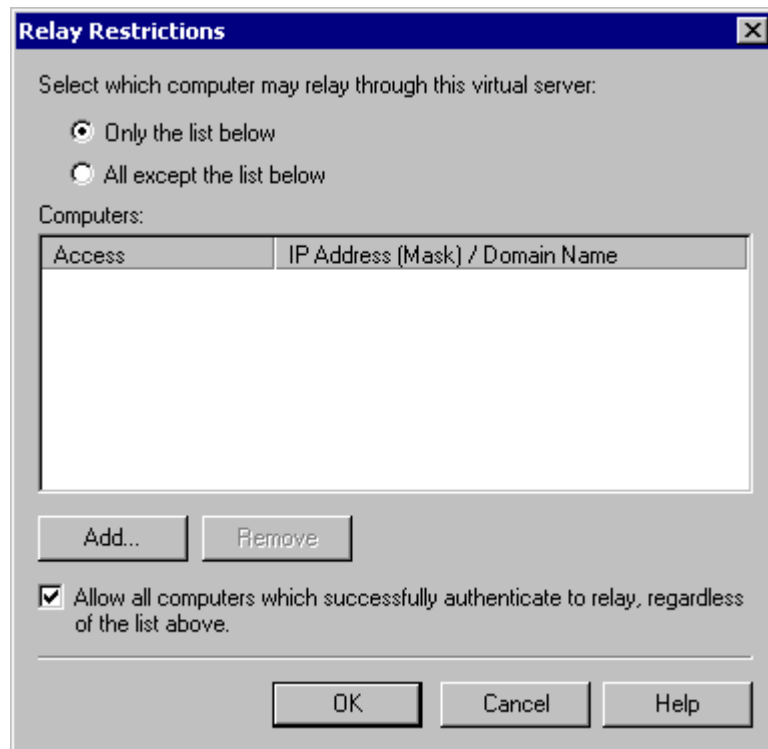 Relay Restrictions
Select which computer may relay through this virtual server:
Only the list below
All except the list below
Computers:
Access IP Address (Mask) / Domain Name
Add... Remove
Allow all computers which successfully authenticate to relay, regardless
of the list above.
OK Cancel Help